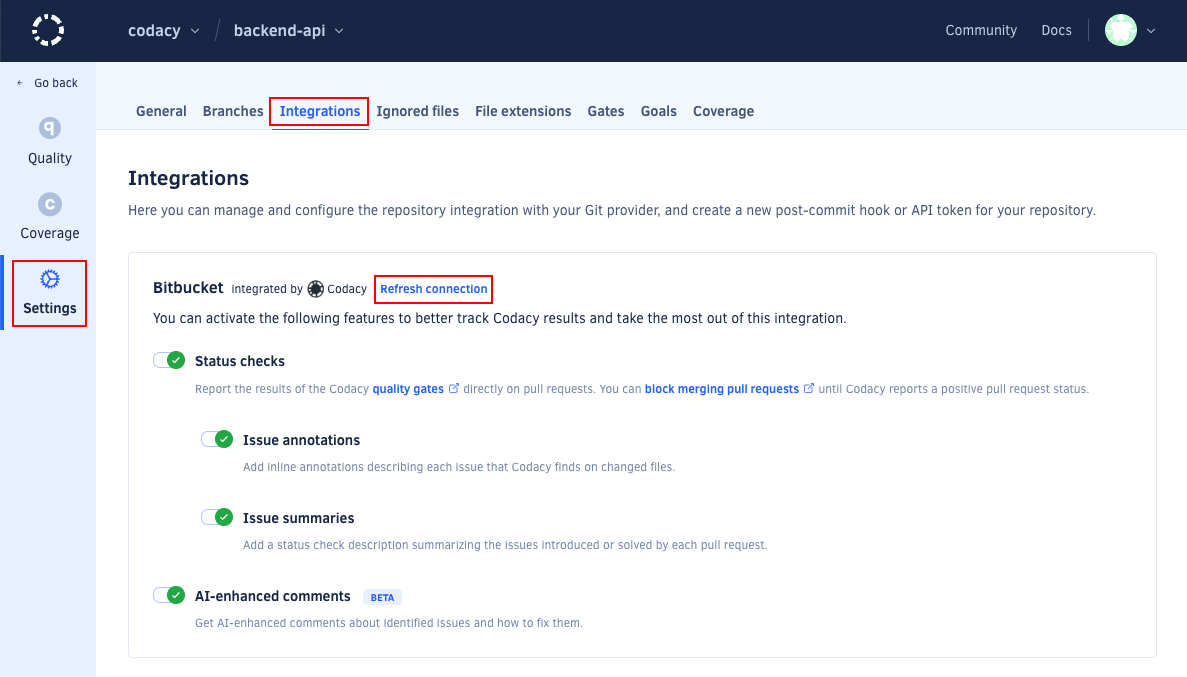 codacy / backend-api
Community Docs
Go back
General Branches Integrations Ignored files File extensions Gates Goals Coverage
q
Quality
c
Coverage
Settings
Integrations
Here you can manage and configure the repository integration with your Git provider, and create a new post-commit hook or API token for your repository.
Bitbucket integrated by Codacy Refresh connection
You can activate the following features to better track Codacy results and take the most out of this integration.
Status checks
Report the results of the Codacy quality gates directly on pull requests. You can block merging pull requests until Codacy reports a positive pull request status.
Issue annotations
Add inline annotations describing each issue that Codacy finds on changed files.
Issue summaries
Add a status check description summarizing the issues introduced or solved by each pull request.
AI-enhanced comments BETA
Get AI-enhanced comments about identified issues and how to fix them.